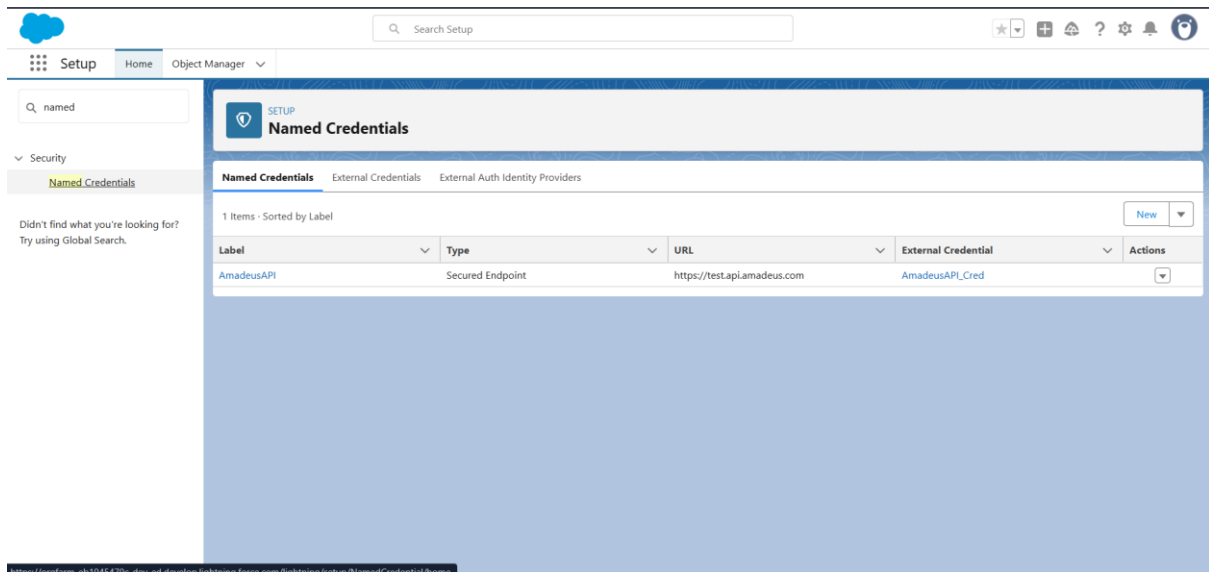 Search Setup
Setup Home Object Manager
named
SETUP
Named Credentials
Security
Named Credentials
Named Credentials External Credentials External Auth Identity Providers
Didn't find what you're looking for?
Try using Global Search.
1 Items · Sorted by Label
New
Label Type URL External Credential Actions
AmadeusAPI Secured Endpoint https://test.api.amadeus.com AmadeusAPI_Cred